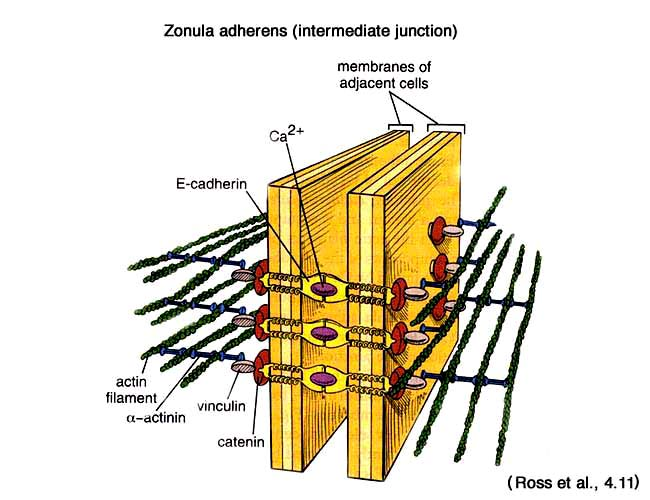 Zonula adherens (intermediate junction)
membranes of
adjacent cells
Ca2+
E-cadherin
actin
filament
α-actinin
vinculin
catenin
(Ross et al., 4.11)